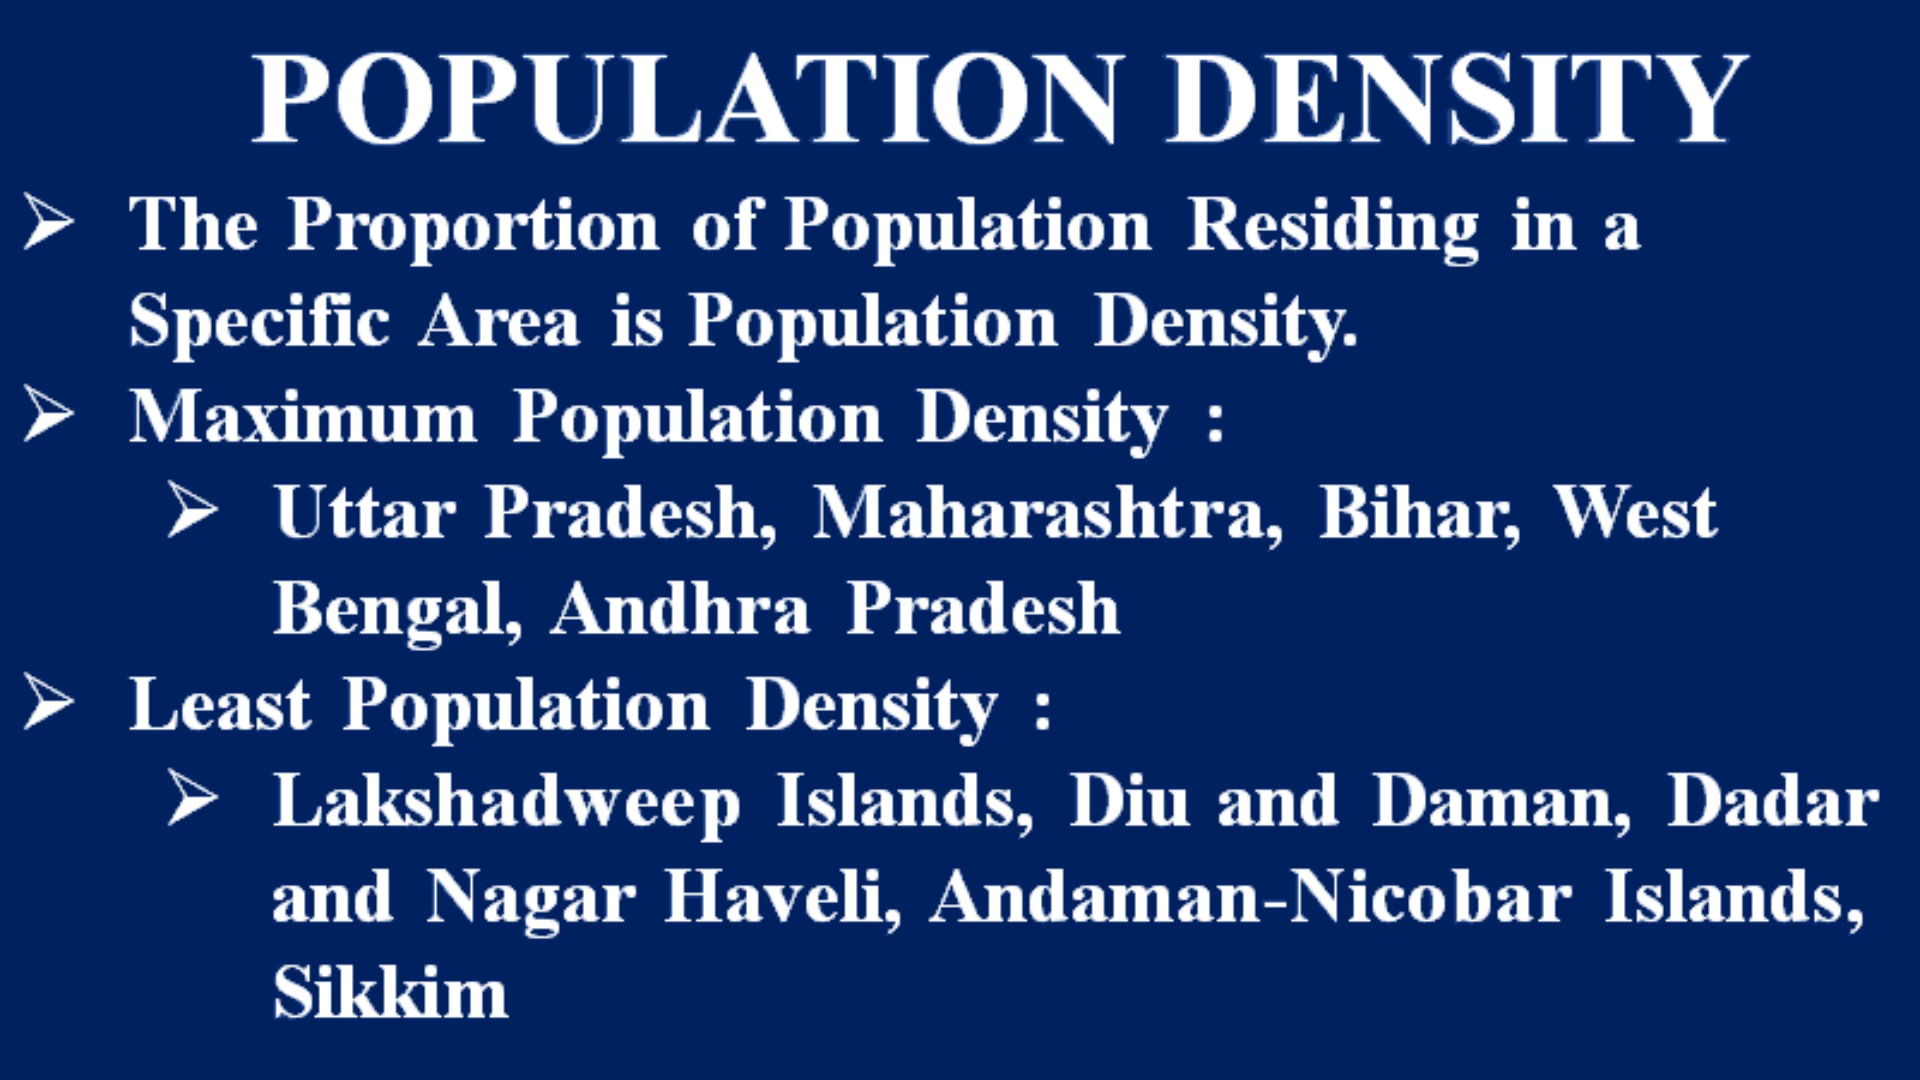 POPULATION DENSITY
➢ The Proportion of Population Residing in a
Specific Area is Population Density.
➢ Maximum Population Density :
➢ Uttar Pradesh, Maharashtra, Bihar, West
Bengal, Andhra Pradesh
➢ Least Population Density :
➢ Lakshadweep Islands, Diu and Daman, Dadar
and Nagar Haveli, Andaman-Nicobar Islands,
Sikkim